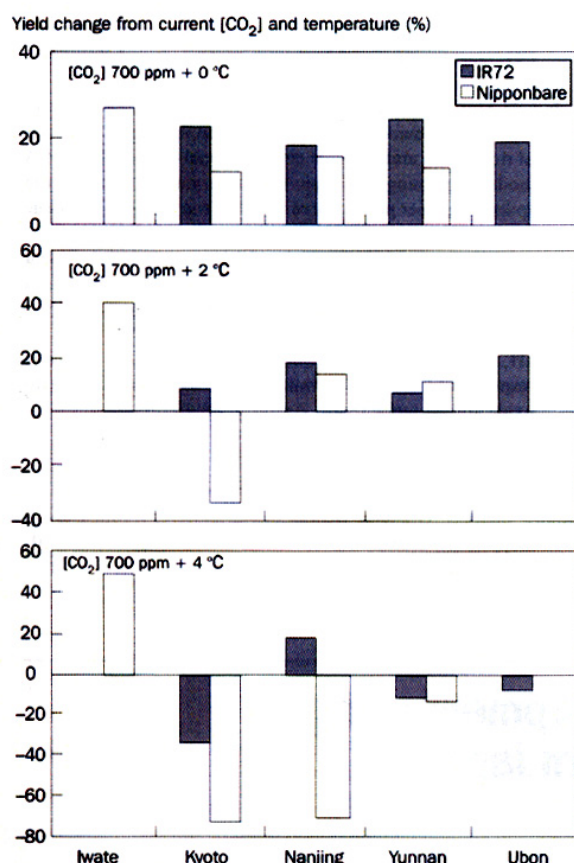 Yield change from current [CO₂] and temperature (%)
40
[CO₂] 700 ppm + 0 °C
IR72
Nipponbare
20
0
60
[CO₂] 700 ppm + 2 °C
40
20
0
−20
−40
60
[CO₂] 700 ppm + 4 °C
40
20
0
−20
−40
−60
−80
Iwate Kyoto Nanjing Yunnan Ubon